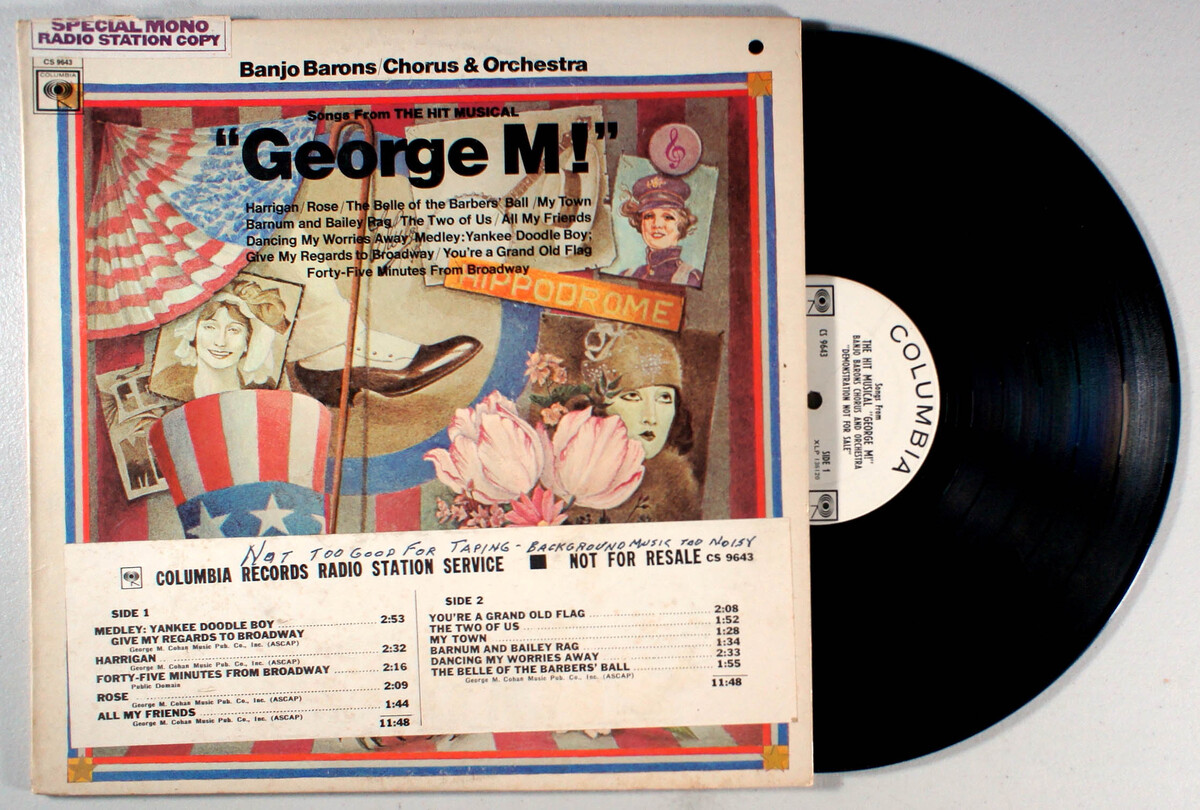 SPECIAL MONO
RADIO STATION COPY
CS 9643
COLUMBIA
Banjo Barons/Chorus & Orchestra
Songs From THE HIT MUSICAL
"George M!"
Harrigan/Rose/The Belle of the Barbers' Ball/My Town
Barnum and Bailey Rag/The Two of Us/All My Friends
Dancing My Worries Away/Medley:Yankee Doodle Boy;
Give My Regards to Broadway/You're a Grand Old Flag
Forty-Five Minutes From Broadway
HIPPODROME
NOT TOO GOOD FOR TAPING - BACKGROUND MUSIC TOO NOISY
COLUMBIA RECORDS RADIO STATION SERVICE ■ NOT FOR RESALE CS 9643
SIDE 1
MEDLEY: YANKEE DOODLE BOY 2:53
GIVE MY REGARDS TO BROADWAY
George M. Cohan Music Pub. Co., Inc. (ASCAP)
HARRIGAN 2:32
George M. Cohan Music Pub. Co., Inc. (ASCAP)
FORTY-FIVE MINUTES FROM BROADWAY 2:16
Public Domain
ROSE 2:09
George M. Cohan Music Pub. Co., Inc. (ASCAP)
ALL MY FRIENDS 1:44
George M. Cohan Music Pub. Co., Inc. (ASCAP)
11:48
SIDE 2
YOU'RE A GRAND OLD FLAG 2:08
THE TWO OF US 1:52
MY TOWN 1:28
BARNUM AND BAILEY RAG 1:34
DANCING MY WORRIES AWAY 2:33
THE BELLE OF THE BARBERS' BALL 1:55
George M. Cohan Music Pub. Co., Inc. (ASCAP)
11:48
COLUMBIA
Songs From
THE HIT MUSICAL "GEORGE M!"
BANJO BARONS CHORUS AND ORCHESTRA
"DEMONSTRATION NOT FOR SALE"
CS 9643
SIDE 1